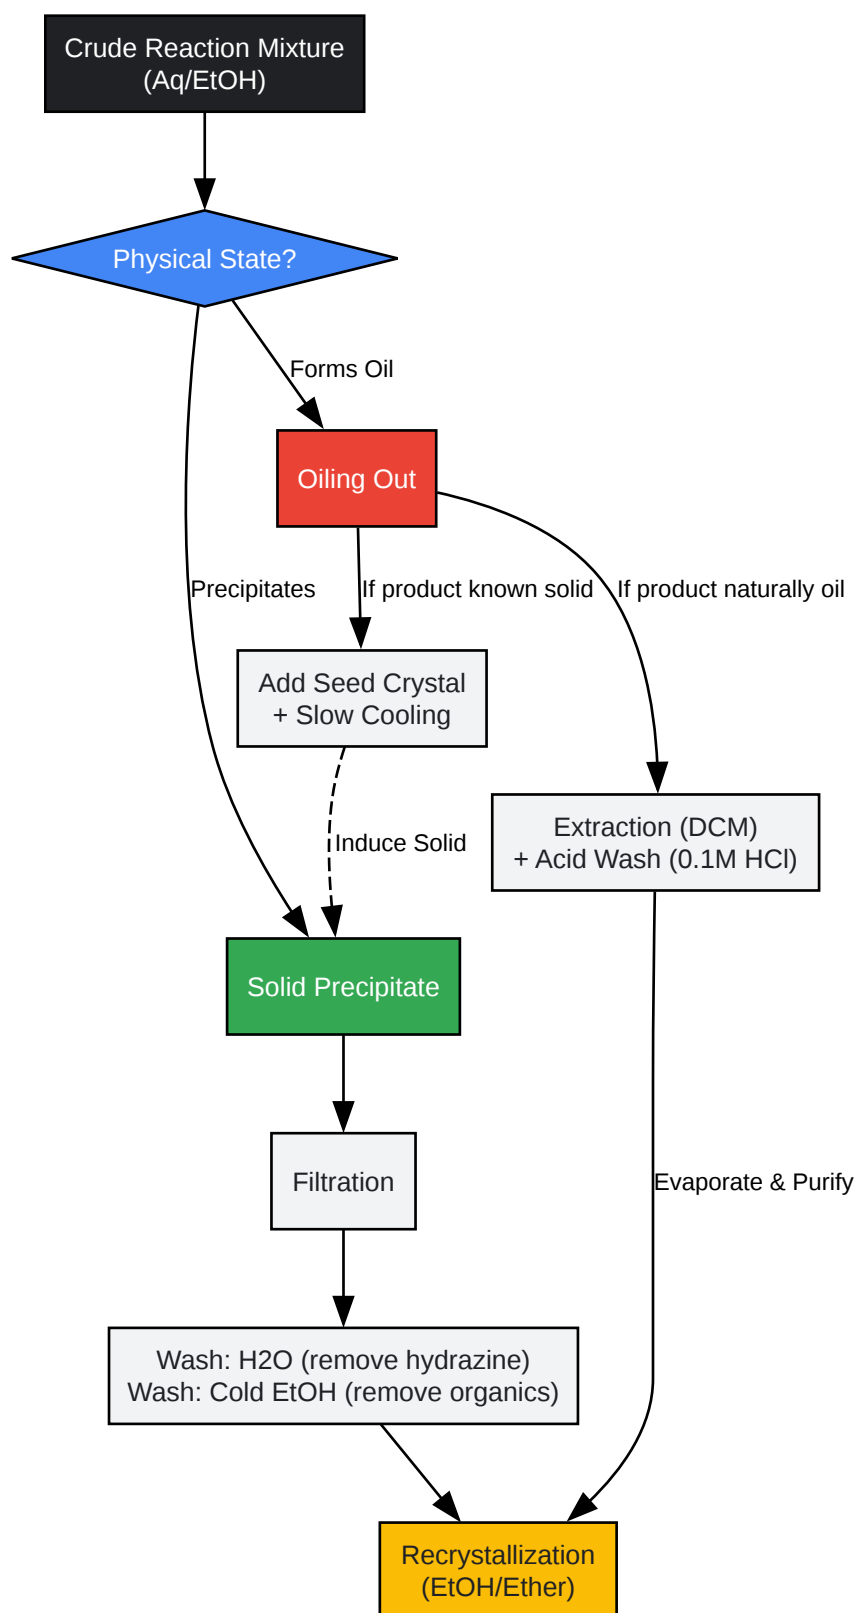 Crude Reaction Mixture
(Aq/EtOH)
Physical State?
Forms Oil
Oiling Out
Precipitates
If product known solid
If product naturally oil
Add Seed Crystal
+ Slow Cooling
Extraction (DCM)
+ Acid Wash (0.1M HCl)
Induce Solid
Solid Precipitate
Filtration
Evaporate & Purify
Wash: H2O (remove hydrazine)
Wash: Cold EtOH (remove organics)
Recrystallization
(EtOH/Ether)